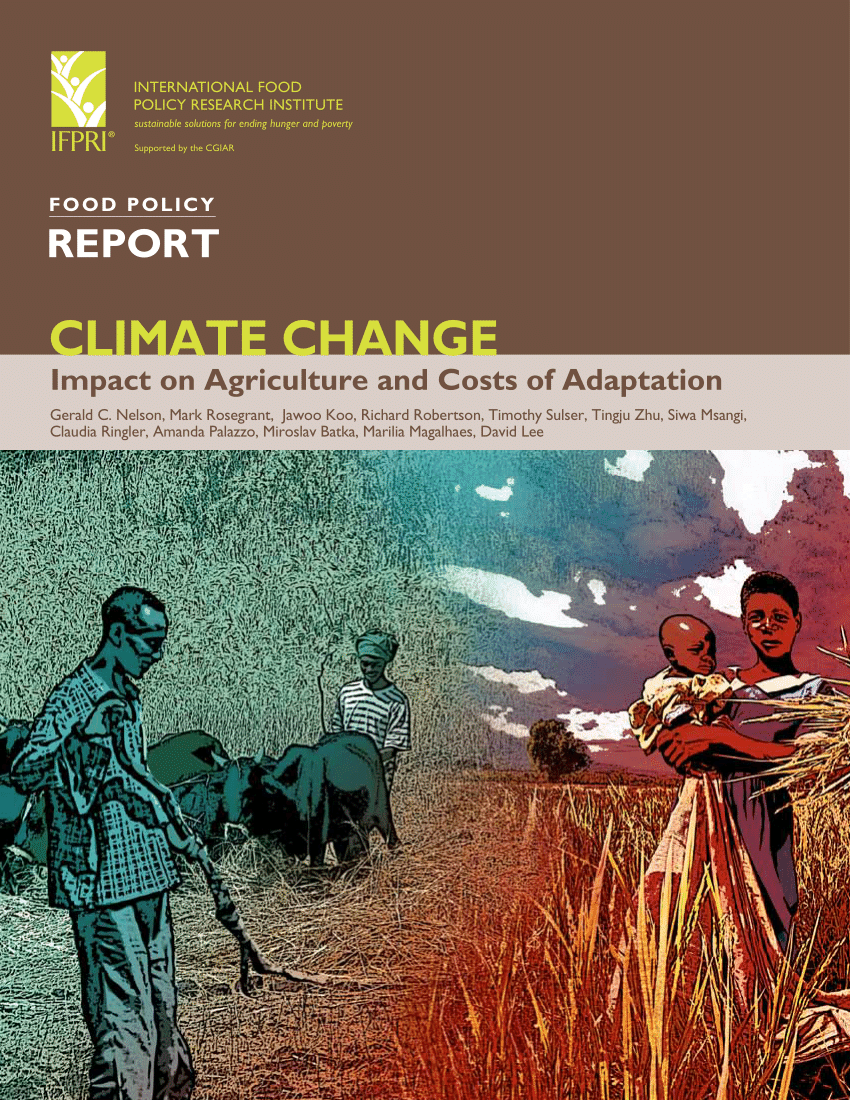 INTERNATIONAL FOOD
POLICY RESEARCH INSTITUTE
sustainable solutions for ending hunger and poverty
IFPRI®
Supported by the CGIAR
FOOD POLICY
REPORT
CLIMATE CHANGE
Impact on Agriculture and Costs of Adaptation
Gerald C. Nelson, Mark Rosegrant, Jawoo Koo, Richard Robertson, Timothy Sulser, Tingju Zhu, Siwa Msangi,
Claudia Ringler, Amanda Palazzo, Miroslav Batka, Marilia Magalhaes, David Lee